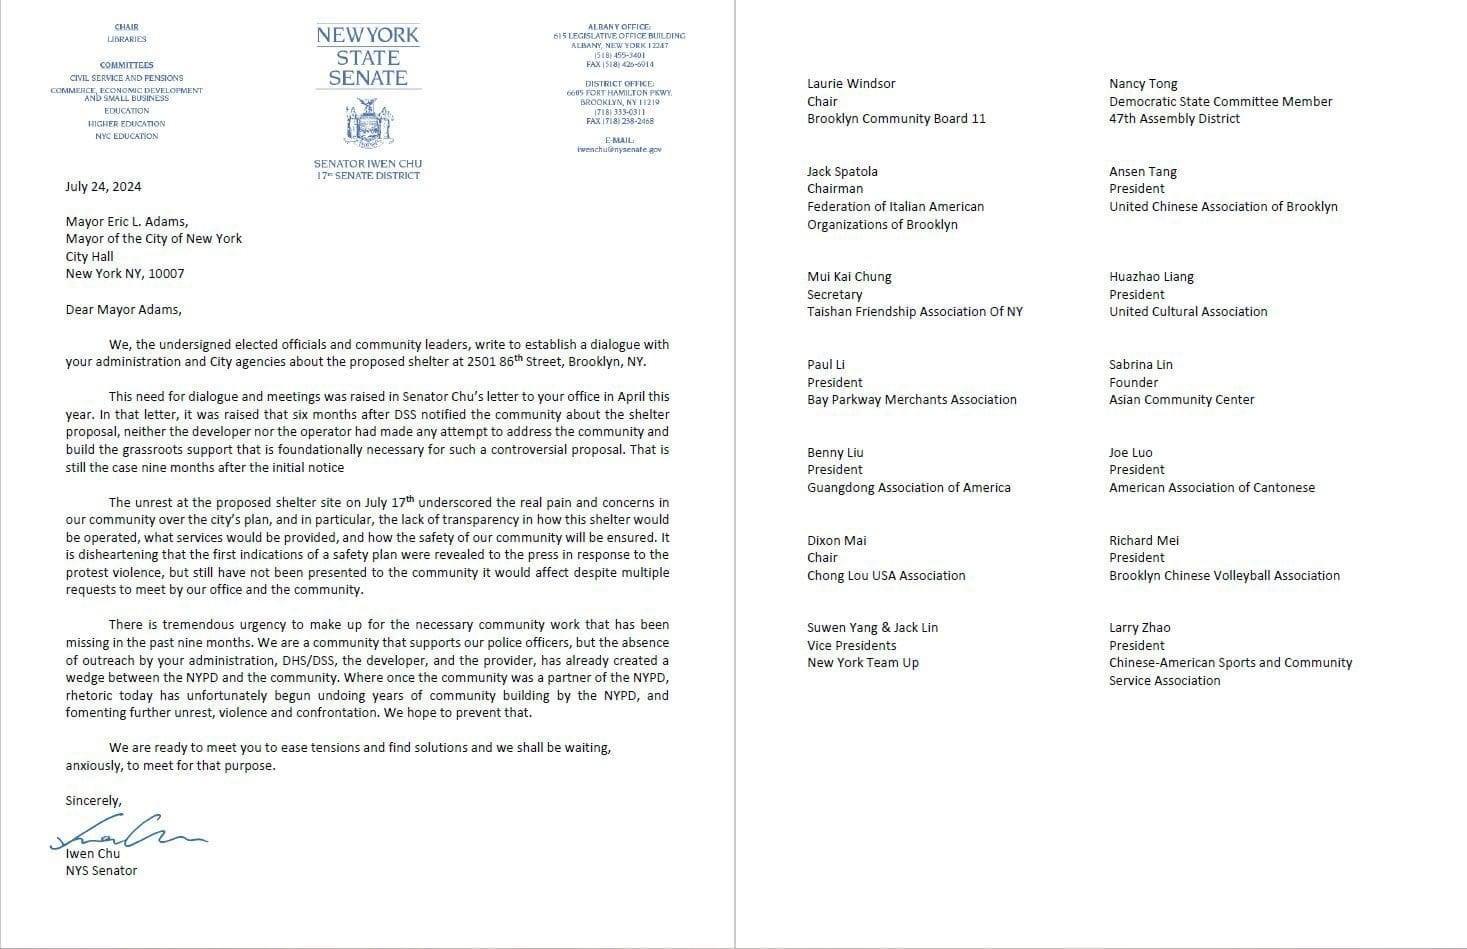 CHAIR
LIBRARIES
COMMITTEES
CIVIL SERVICE AND PENSIONS
COMMERCE, ECONOMIC DEVELOPMENT
AND SMALL BUSINESS
EDUCATION
HIGHER EDUCATION
NYC EDUCATION
NEW YORK
STATE
SENATE
SENATOR IWEN CHU
17TH SENATE DISTRICT
ALBANY OFFICE:
615 LEGISLATIVE OFFICE BUILDING
ALBANY, NEW YORK 12247
(518) 455-3401
FAX (518) 426-6914
DISTRICT OFFICE:
6605 FORT HAMILTON PKWY.
BROOKLYN, NY 11219
(718) 333-0311
FAX (718) 238-2468
E-MAIL:
iwenchu@nysenate.gov
July 24, 2024
Mayor Eric L. Adams,
Mayor of the City of New York
City Hall
New York NY, 10007
Dear Mayor Adams,
We, the undersigned elected officials and community leaders, write to establish a dialogue with
your administration and City agencies about the proposed shelter at 2501 86th Street, Brooklyn, NY.
This need for dialogue and meetings was raised in Senator Chu's letter to your office in April this
year. In that letter, it was raised that six months after DSS notified the community about the shelter
proposal, neither the developer nor the operator had made any attempt to address the community and
build the grassroots support that is foundationally necessary for such a controversial proposal. That is
still the case nine months after the initial notice
The unrest at the proposed shelter site on July 17th underscored the real pain and concerns in
our community over the city's plan, and in particular, the lack of transparency in how this shelter would
be operated, what services would be provided, and how the safety of our community will be ensured. It
is disheartening that the first indications of a safety plan were revealed to the press in response to the
protest violence, but still have not been presented to the community it would affect despite multiple
requests to meet by our office and the community.
There is tremendous urgency to make up for the necessary community work that has been
missing in the past nine months. We are a community that supports our police officers, but the absence
of outreach by your administration, DHS/DSS, the developer, and the provider, has already created a
wedge between the NYPD and the community. Where once the community was a partner of the NYPD,
rhetoric today has unfortunately begun undoing years of community building by the NYPD, and
fomenting further unrest, violence and confrontation. We hope to prevent that.
We are ready to meet you to ease tensions and find solutions and we shall be waiting,
anxiously, to meet for that purpose.
Sincerely,
Iwen Chu
NYS Senator
Laurie Windsor
Chair
Brooklyn Community Board 11
Nancy Tong
Democratic State Committee Member
47th Assembly District
Jack Spatola
Chairman
Federation of Italian American
Organizations of Brooklyn
Ansen Tang
President
United Chinese Association of Brooklyn
Mui Kai Chung
Secretary
Taishan Friendship Association Of NY
Huazhao Liang
President
United Cultural Association
Paul Li
President
Bay Parkway Merchants Association
Sabrina Lin
Founder
Asian Community Center
Benny Liu
President
Guangdong Association of America
Joe Luo
President
American Association of Cantonese
Dixon Mai
Chair
Chong Lou USA Association
Richard Mei
President
Brooklyn Chinese Volleyball Association
Suwen Yang & Jack Lin
Vice Presidents
New York Team Up
Larry Zhao
President
Chinese-American Sports and Community
Service Association